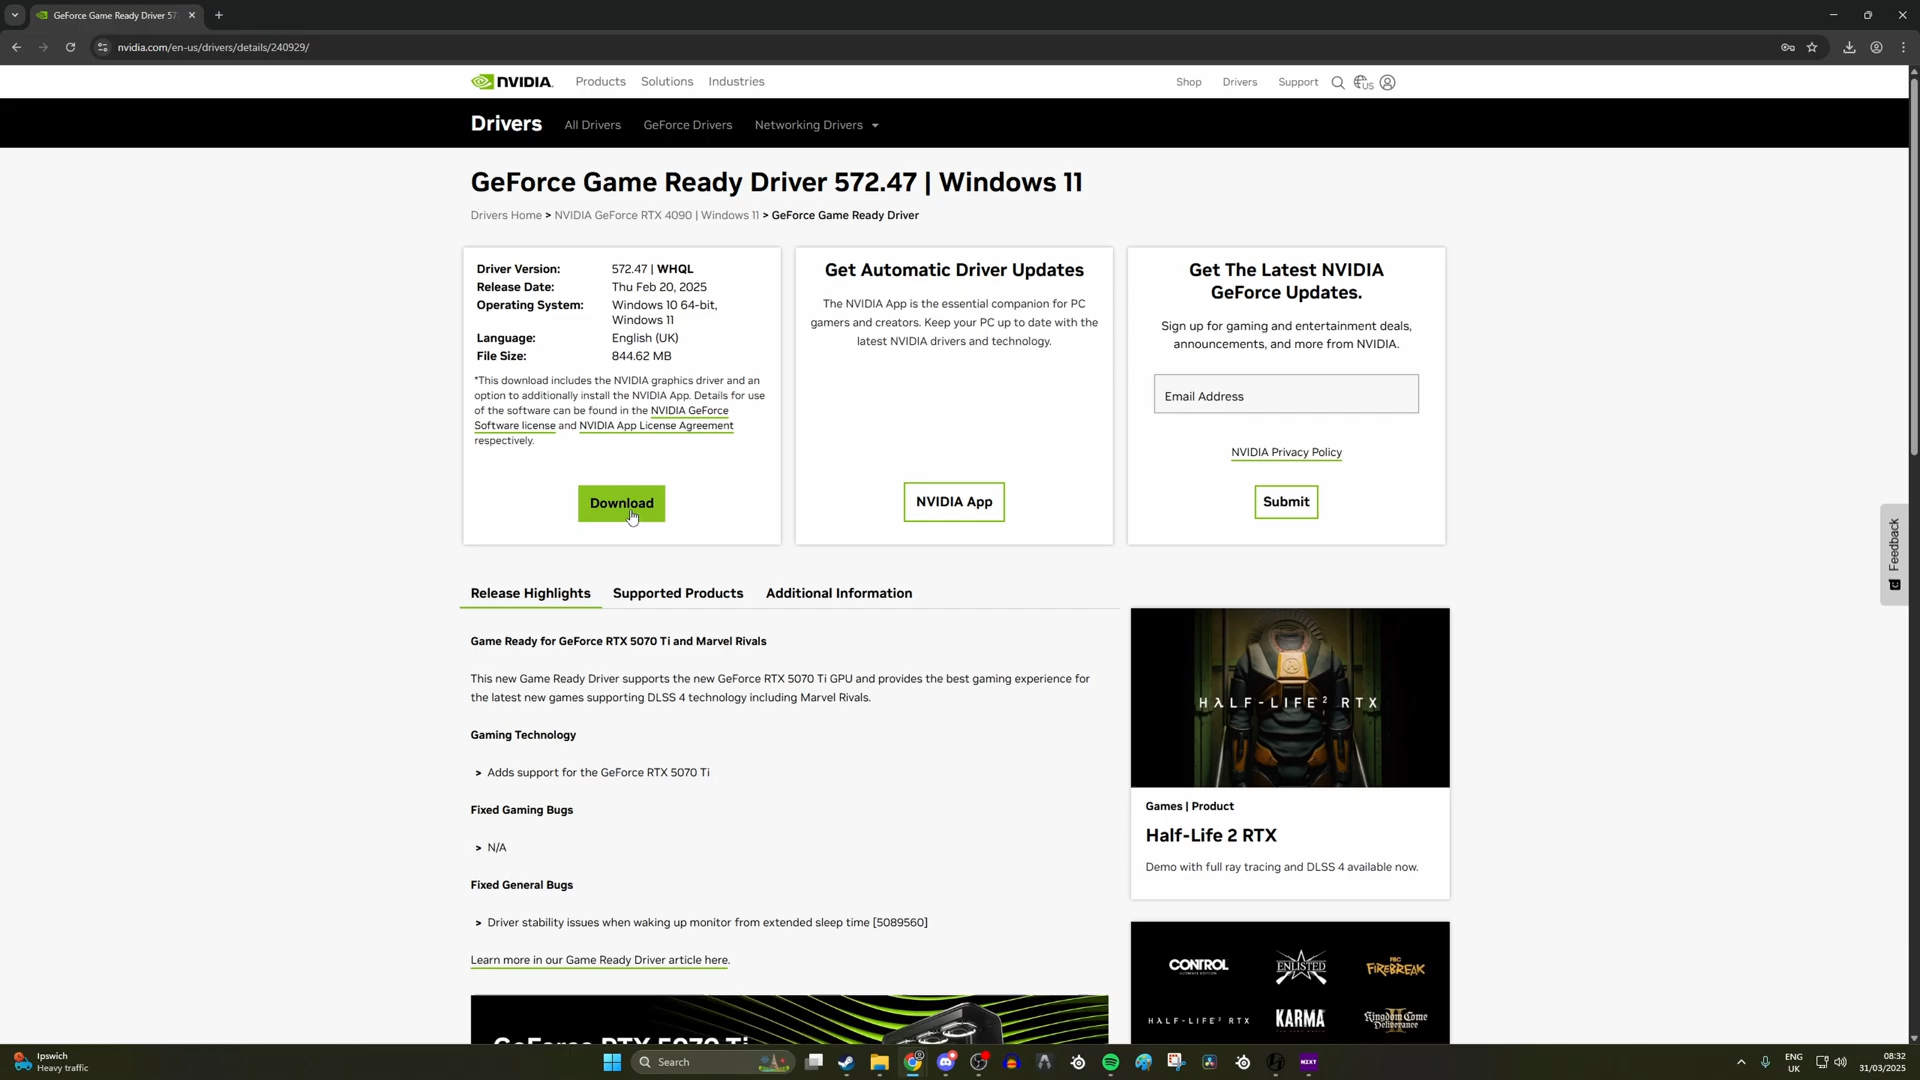 GeForce Game Ready Driver 57
nvidia.com/en-us/drivers/details/240929/
NVIDIA.
Products
Solutions
Industries
Shop
Drivers
Support
US
Drivers
All Drivers
GeForce Drivers
Networking Drivers
GeForce Game Ready Driver 572.47 | Windows 11
Drivers Home > NVIDIA GeForce RTX 4090 | Windows 11 > GeForce Game Ready Driver
Driver Version: 572.47 | WHQL
Release Date: Thu Feb 20, 2025
Operating System: Windows 10 64-bit,
Windows 11
Language: English (UK)
File Size: 844.62 MB
*This download includes the NVIDIA graphics driver and an
option to additionally install the NVIDIA App. Details for use
of the software can be found in the NVIDIA GeForce
Software license and NVIDIA App License Agreement
respectively.
Download
Get Automatic Driver Updates
The NVIDIA App is the essential companion for PC
gamers and creators. Keep your PC up to date with the
latest NVIDIA drivers and technology.
NVIDIA App
Get The Latest NVIDIA
GeForce Updates.
Sign up for gaming and entertainment deals,
announcements, and more from NVIDIA.
Email Address
NVIDIA Privacy Policy
Submit
Feedback
Release Highlights
Supported Products
Additional Information
Game Ready for GeForce RTX 5070 Ti and Marvel Rivals
This new Game Ready Driver supports the new GeForce RTX 5070 Ti GPU and provides the best gaming experience for
the latest new games supporting DLSS 4 technology including Marvel Rivals.
Gaming Technology
> Adds support for the GeForce RTX 5070 Ti
Fixed Gaming Bugs
> N/A
Fixed General Bugs
> Driver stability issues when waking up monitor from extended sleep time [5089560]
Learn more in our Game Ready Driver article here.
GeForce RTX 5070 Ti
HλLF-LIFE² RTX
Games | Product
Half-Life 2 RTX
Demo with full ray tracing and DLSS 4 available now.
CONTROL
ENLISTED
FBC
FIREBREAK
HλLF-LIFE² RTX
KARMA
Kingdom Come
Deliverance
II
Ipswich
Heavy traffic
Search
NZXT
ENG
UK
08:32
31/03/2025